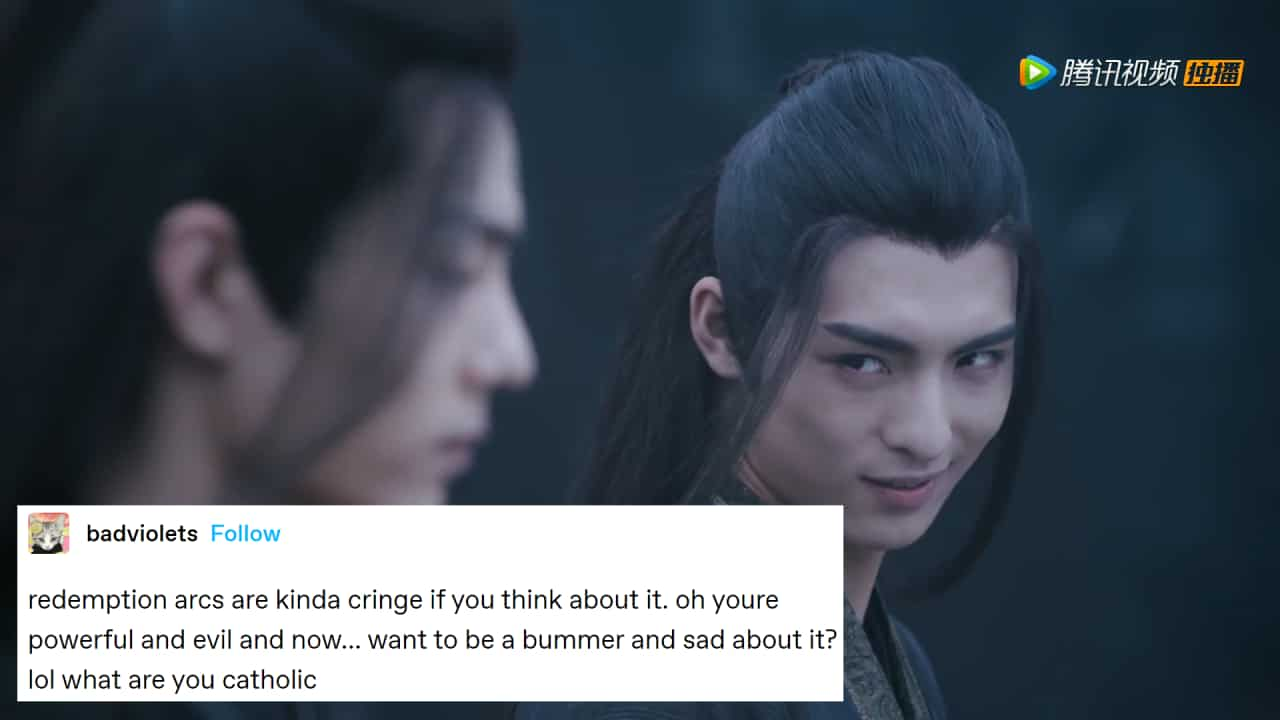 腾讯视频 独播
badviolets Follow
redemption arcs are kinda cringe if you think about it. oh youre
powerful and evil and now... want to be a bummer and sad about it?
lol what are you catholic